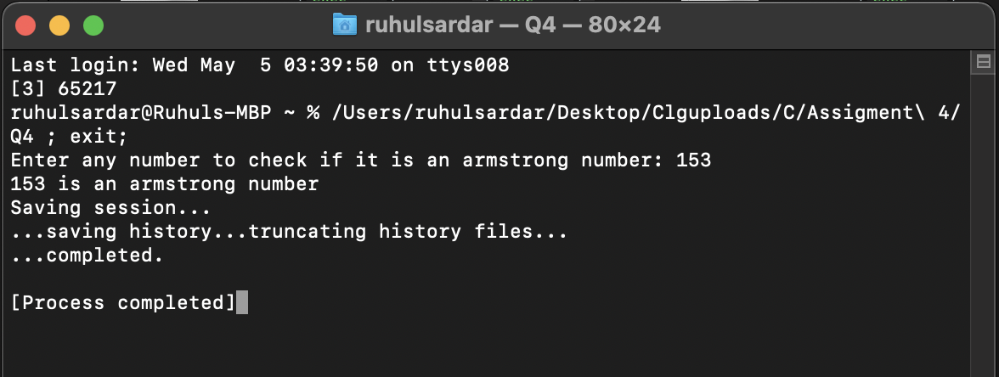 ruhulsardar — Q4 — 80×24
Last login: Wed May  5 03:39:50 on ttys008
[3] 65217
ruhulsardar@Ruhuls-MBP ~ % /Users/ruhulsardar/Desktop/Clguploads/C/Assigment\ 4/
Q4 ; exit;
Enter any number to check if it is an armstrong number: 153
153 is an armstrong number
Saving session...
...saving history...truncating history files...
...completed.
[Process completed]